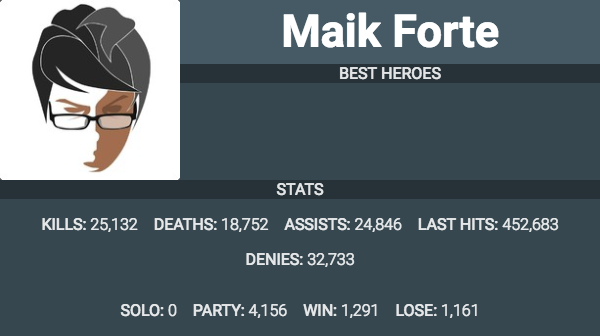 Maik Forte
BEST HEROES
STATS
KILLS: 25,132 DEATHS: 18,752 ASSISTS: 24,846 LAST HITS: 452,683
DENIES: 32,733
SOLO: 0 PARTY: 4,156 WIN: 1,291 LOSE: 1,161